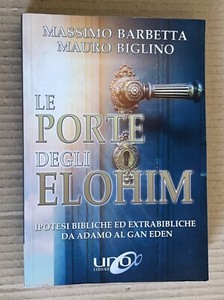 MASSIMO BARBETTA
MAURO BIGLINO
LE
PORTE
DEGLI
ELOHIM
IPOTESI BIBLICHE ED EXTRABIBLICHE
DA ADAMO AL GAN EDEN
UNO
EDITORI